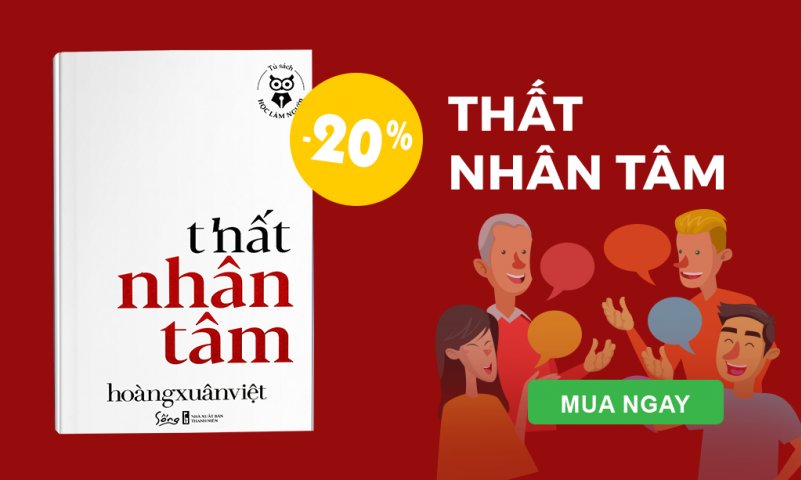 Tủ sách
HỌC LÀM NGƯỜI
-20%
THẤT
NHÂN TÂM
thất
nhân
tâm
hoàngxuânviệt
Sống
NHÀ XUẤT BẢN
THANH NIÊN
MUA NGAY